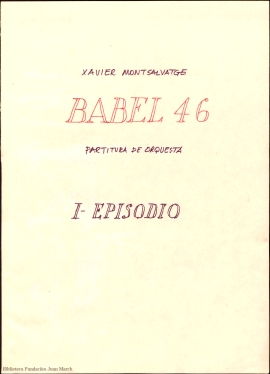 XAVIER MONTSALVATGE
BABEL 46
PARTITURA DE ORQUESTA
I - EPISODIO
Biblioteca Fundación Juan March.